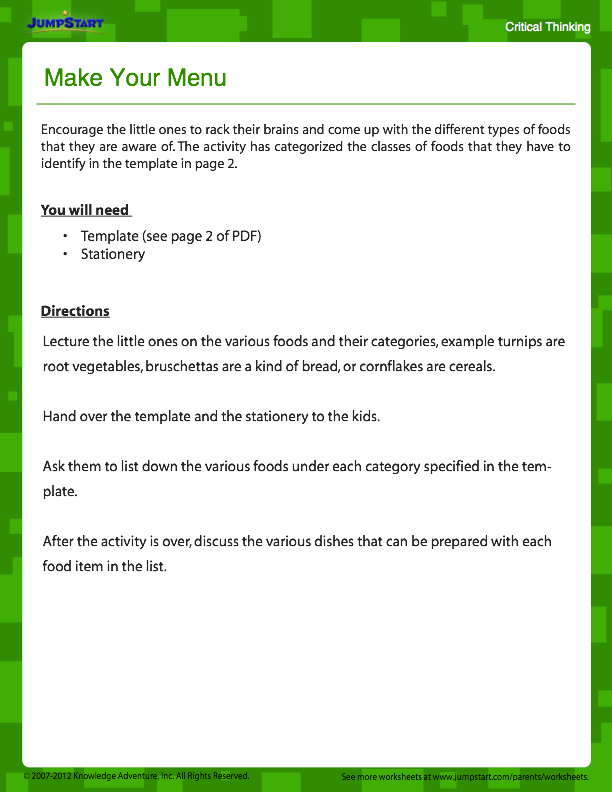 JUMPSTART
Critical Thinking
Make Your Menu
Encourage the little ones to rack their brains and come up with the different types of foods
that they are aware of. The activity has categorized the classes of foods that they have to
identify in the template in page 2.
You will need
• Template (see page 2 of PDF)
• Stationery
Directions
Lecture the little ones on the various foods and their categories, example turnips are
root vegetables, bruschettas are a kind of bread, or cornflakes are cereals.
Hand over the template and the stationery to the kids.
Ask them to list down the various foods under each category specified in the tem-
plate.
After the activity is over, discuss the various dishes that can be prepared with each
food item in the list.
© 2007-2012 Knowledge Adventure, Inc. All Rights Reserved.
See more worksheets at www.jumpstart.com/parents/worksheets.